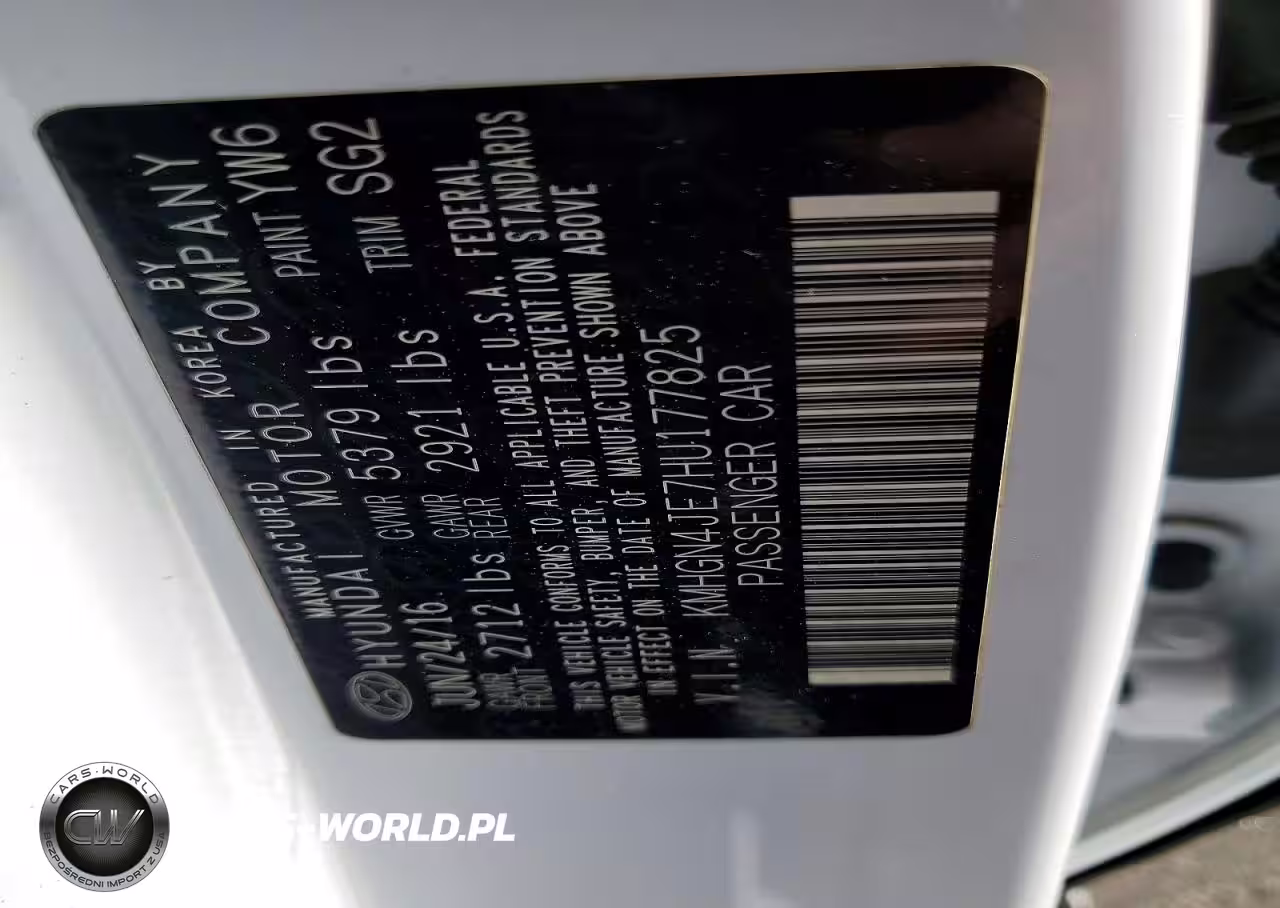 MANUFACTURED IN KOREA BY
HYUNDAI MOTOR COMPANY
JUN/24/16 GVWR 5379 lbs PAINT YW6
GAWR FRONT 2712 lbs GAWR REAR 2921 lbs TRIM SG2
THIS VEHICLE CONFORMS TO ALL APPLICABLE U.S.A. FEDERAL
MOTOR VEHICLE SAFETY, BUMPER, AND THEFT PREVENTION STANDARDS
IN EFFECT ON THE DATE OF MANUFACTURE SHOWN ABOVE
V.I.N. KMHGN4JE7HU177825
PASSENGER CAR
CARS-WORLD
CW
BEZPOŚREDNI IMPORT Z USA
S-WORLD.PL